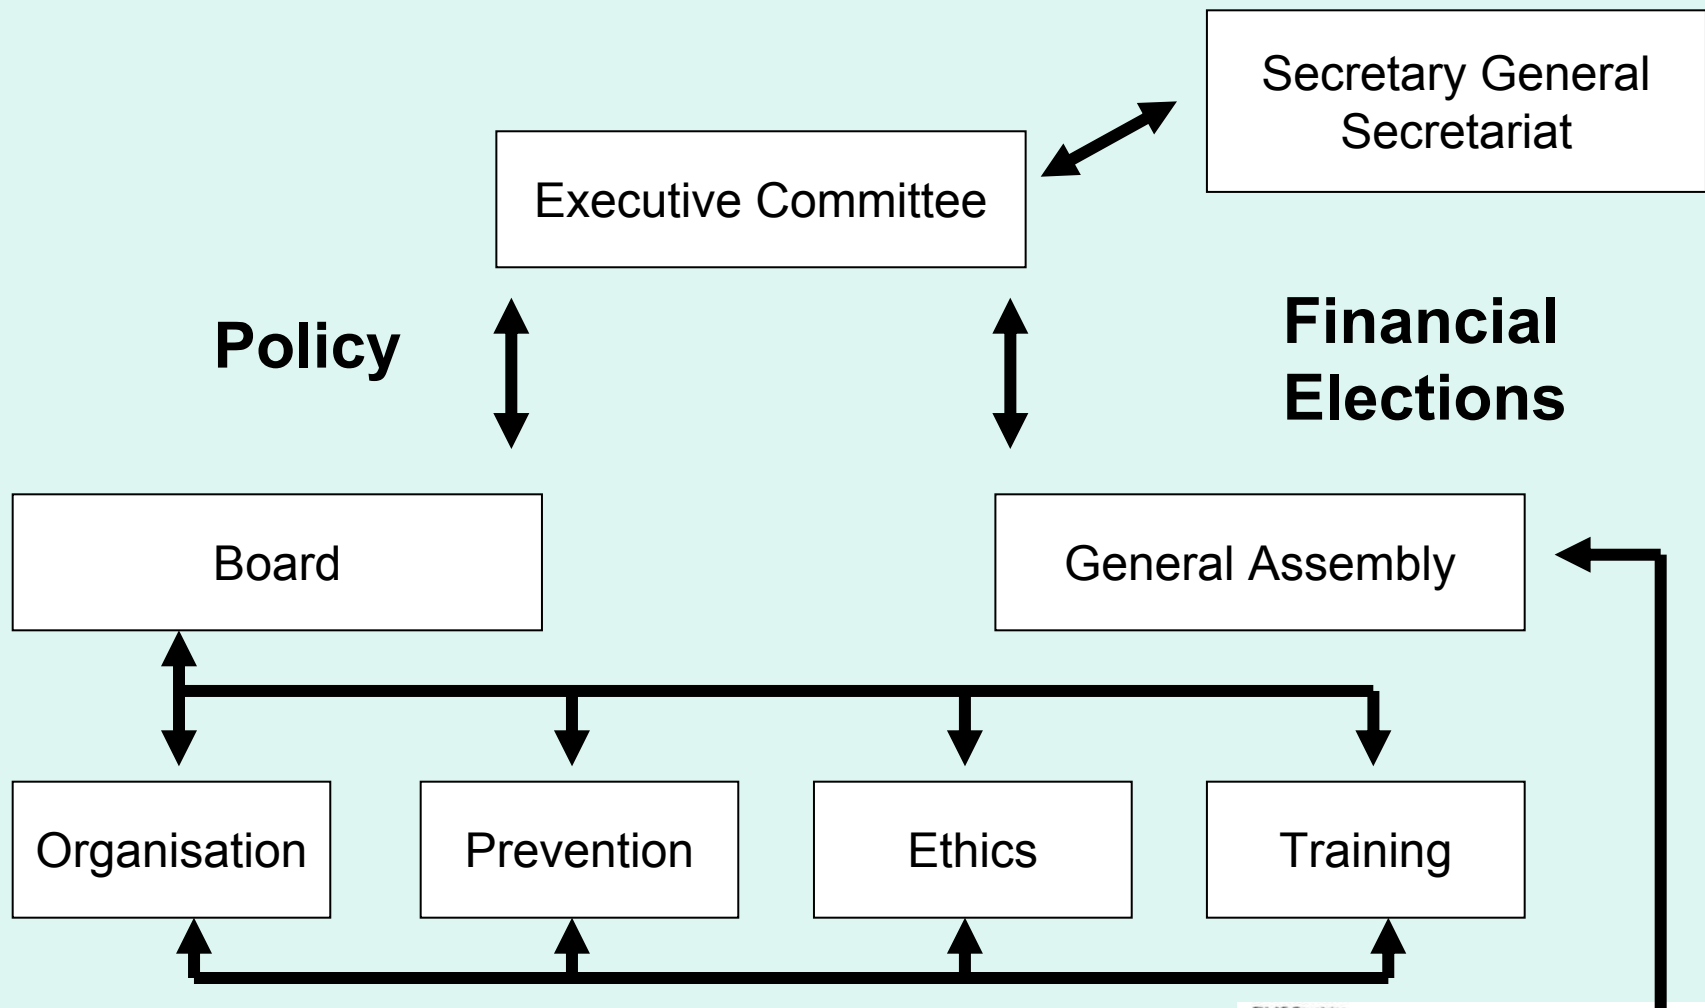 Secretary General
Secretariat
Executive Committee
Policy
Financial
Elections
Board
General Assembly
Organisation
Prevention
Ethics
Training